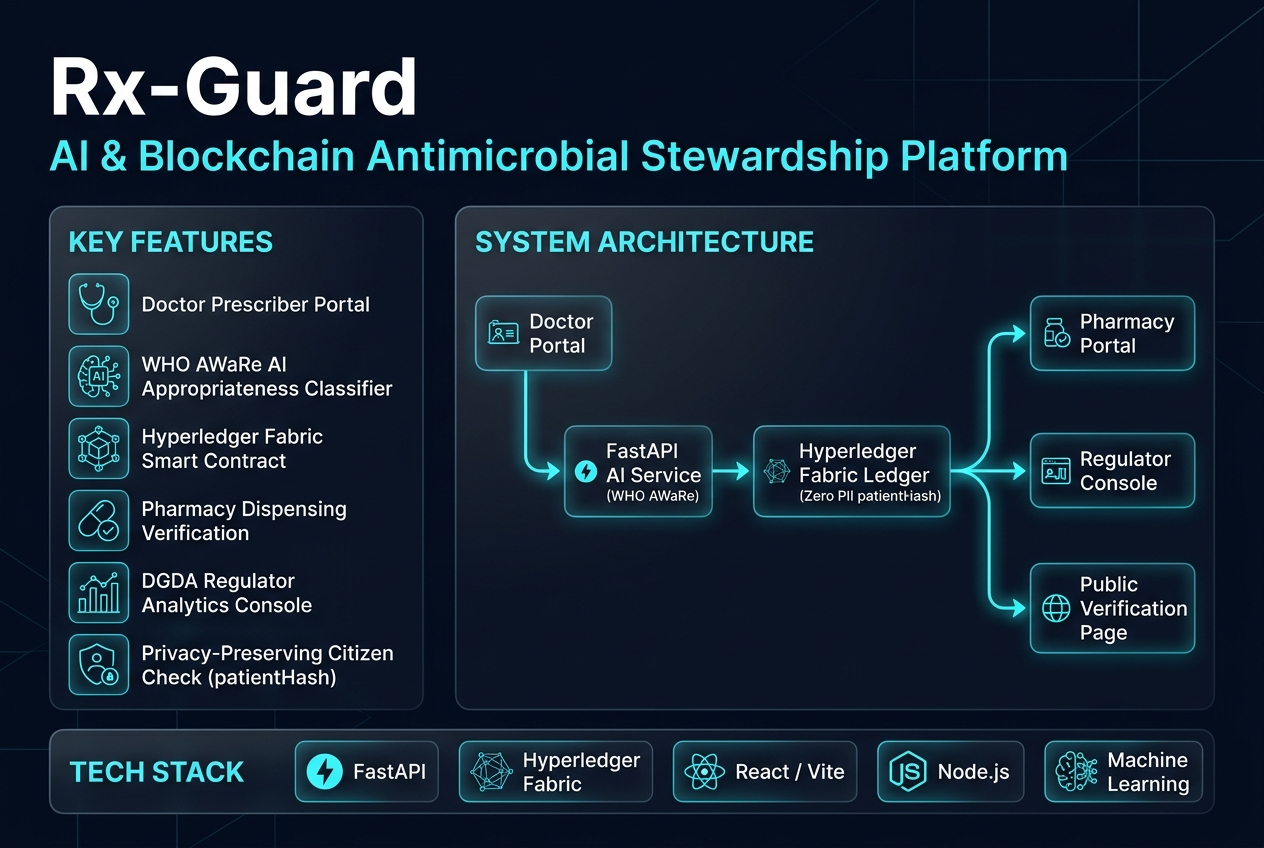 Rx-Guard
AI & Blockchain Antimicrobial Stewardship Platform
KEY FEATURES
Doctor Prescriber Portal
AI
WHO AWaRe AI
Appropriateness Classifier
Hyperledger Fabric
Smart Contract
Pharmacy Dispensing
Verification
DGDA Regulator
Analytics Console
Privacy-Preserving Citizen
Check (patientHash)
SYSTEM ARCHITECTURE
Doctor
Portal
FastAPI
AI Service
(WHO AWaRe)
Hyperledger
Fabric Ledger
(Zero PII patientHash)
Pharmacy
Portal
Regulator
Console
Public
Verification
Page
TECH STACK
FastAPI
Hyperledger
Fabric
React / Vite
JS
Node.js
Machine
Learning